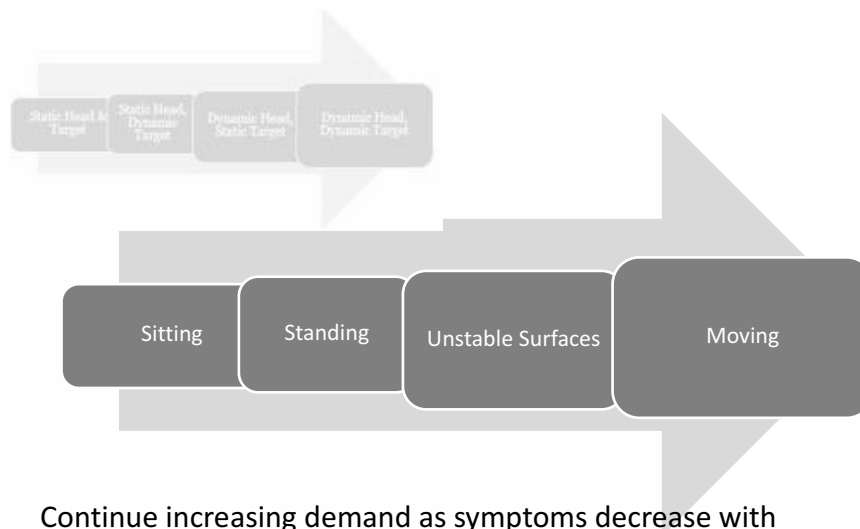 Static Head &
Target
Static Head,
Dynamic
Target
Dynamic Head,
Static Target
Dynamic Head,
Dynamic Target
Sitting
Standing
Unstable Surfaces
Moving
Continue increasing demand as symptoms decrease with